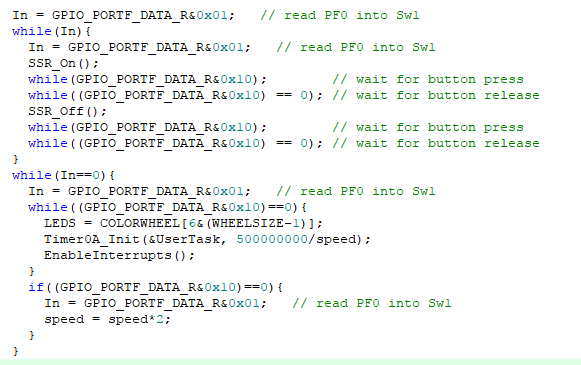 In = GPIO_PORTF_DATA_R&0x01;   // read PF0 into Sw1
while(In){
  In = GPIO_PORTF_DATA_R&0x01;   // read PF0 into Sw1
  SSR_On();
  while(GPIO_PORTF_DATA_R&0x10);        // wait for button press
  while((GPIO_PORTF_DATA_R&0x10) == 0); // wait for button release
  SSR_Off();
  while(GPIO_PORTF_DATA_R&0x10);        // wait for button press
  while((GPIO_PORTF_DATA_R&0x10) == 0); // wait for button release
}
while(In==0){
  In = GPIO_PORTF_DATA_R&0x01;   // read PF0 into Sw1
  while((GPIO_PORTF_DATA_R&0x10)==0){
    LEDS = COLORWHEEL[6&(WHEELSIZE-1)];
    Timer0A_Init(&UserTask, 500000000/speed);
    EnableInterrupts();
  }
  if((GPIO_PORTF_DATA_R&0x10)==0){
    In = GPIO_PORTF_DATA_R&0x01;   // read PF0 into Sw1
    speed = speed*2;
  }
}